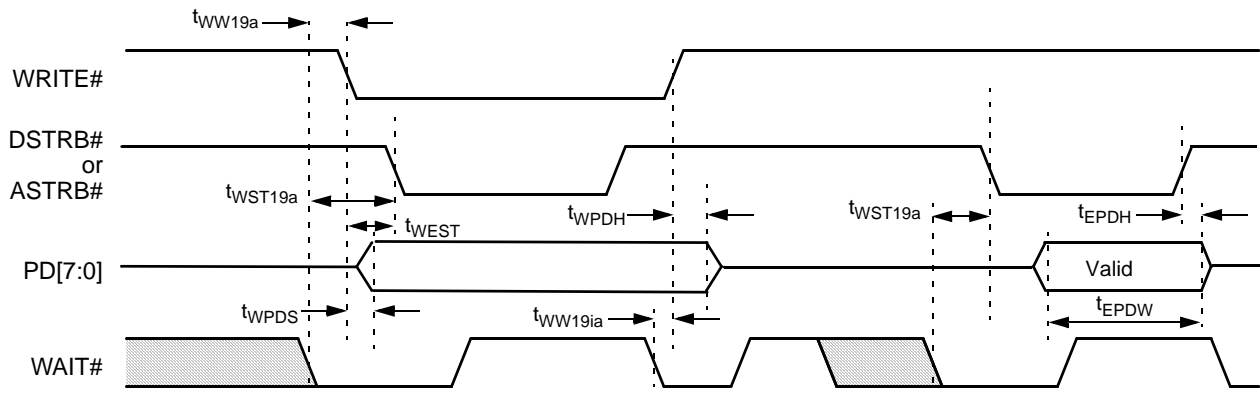 tWW19a
WRITE#
DSTRB#
or
ASTRB#
tWST19a
tWEST
tWPDH
tWST19a
tEPDH
PD[7:0]
Valid
tWPDS
tWW19ia
tEPDW
WAIT#